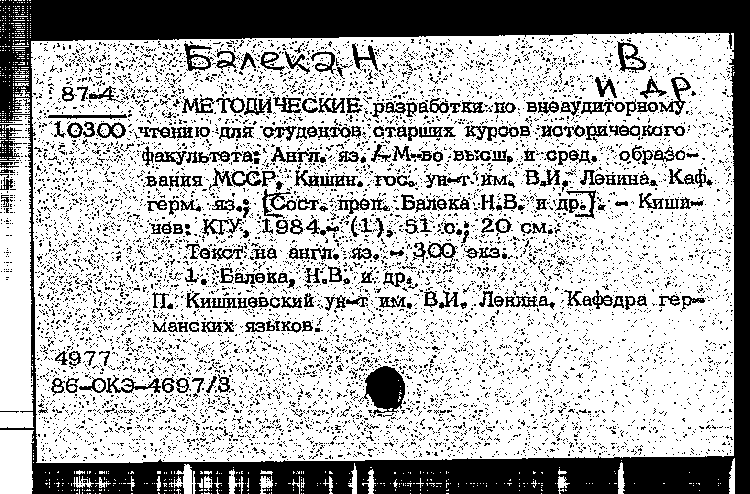 Балека, Н В
и др.
87-4
10300
МЕТОДИЧЕСКИЕ разработки по внеаудиторному
чтению для студентов старших курсов исторического
факультета: Англ. яз. / М-во высш. и сред. образо-
вания МССР, Кишин. гос. ун-т им. В.И. Ленина. Каф.
герм. яз.; [Сост. преп. Балека Н.В. и др.]. - Киши-
нев: КГУ, 1984.- (1), 51 с.; 20 см.
Текст на англ. яз. - 300 экз.
1. Балека, Н.В. и др.
П. Кишиневский ун-т им. В.И. Ленина. Кафедра гер-
манских языков.
4977
86-ОКЭ-4697/3